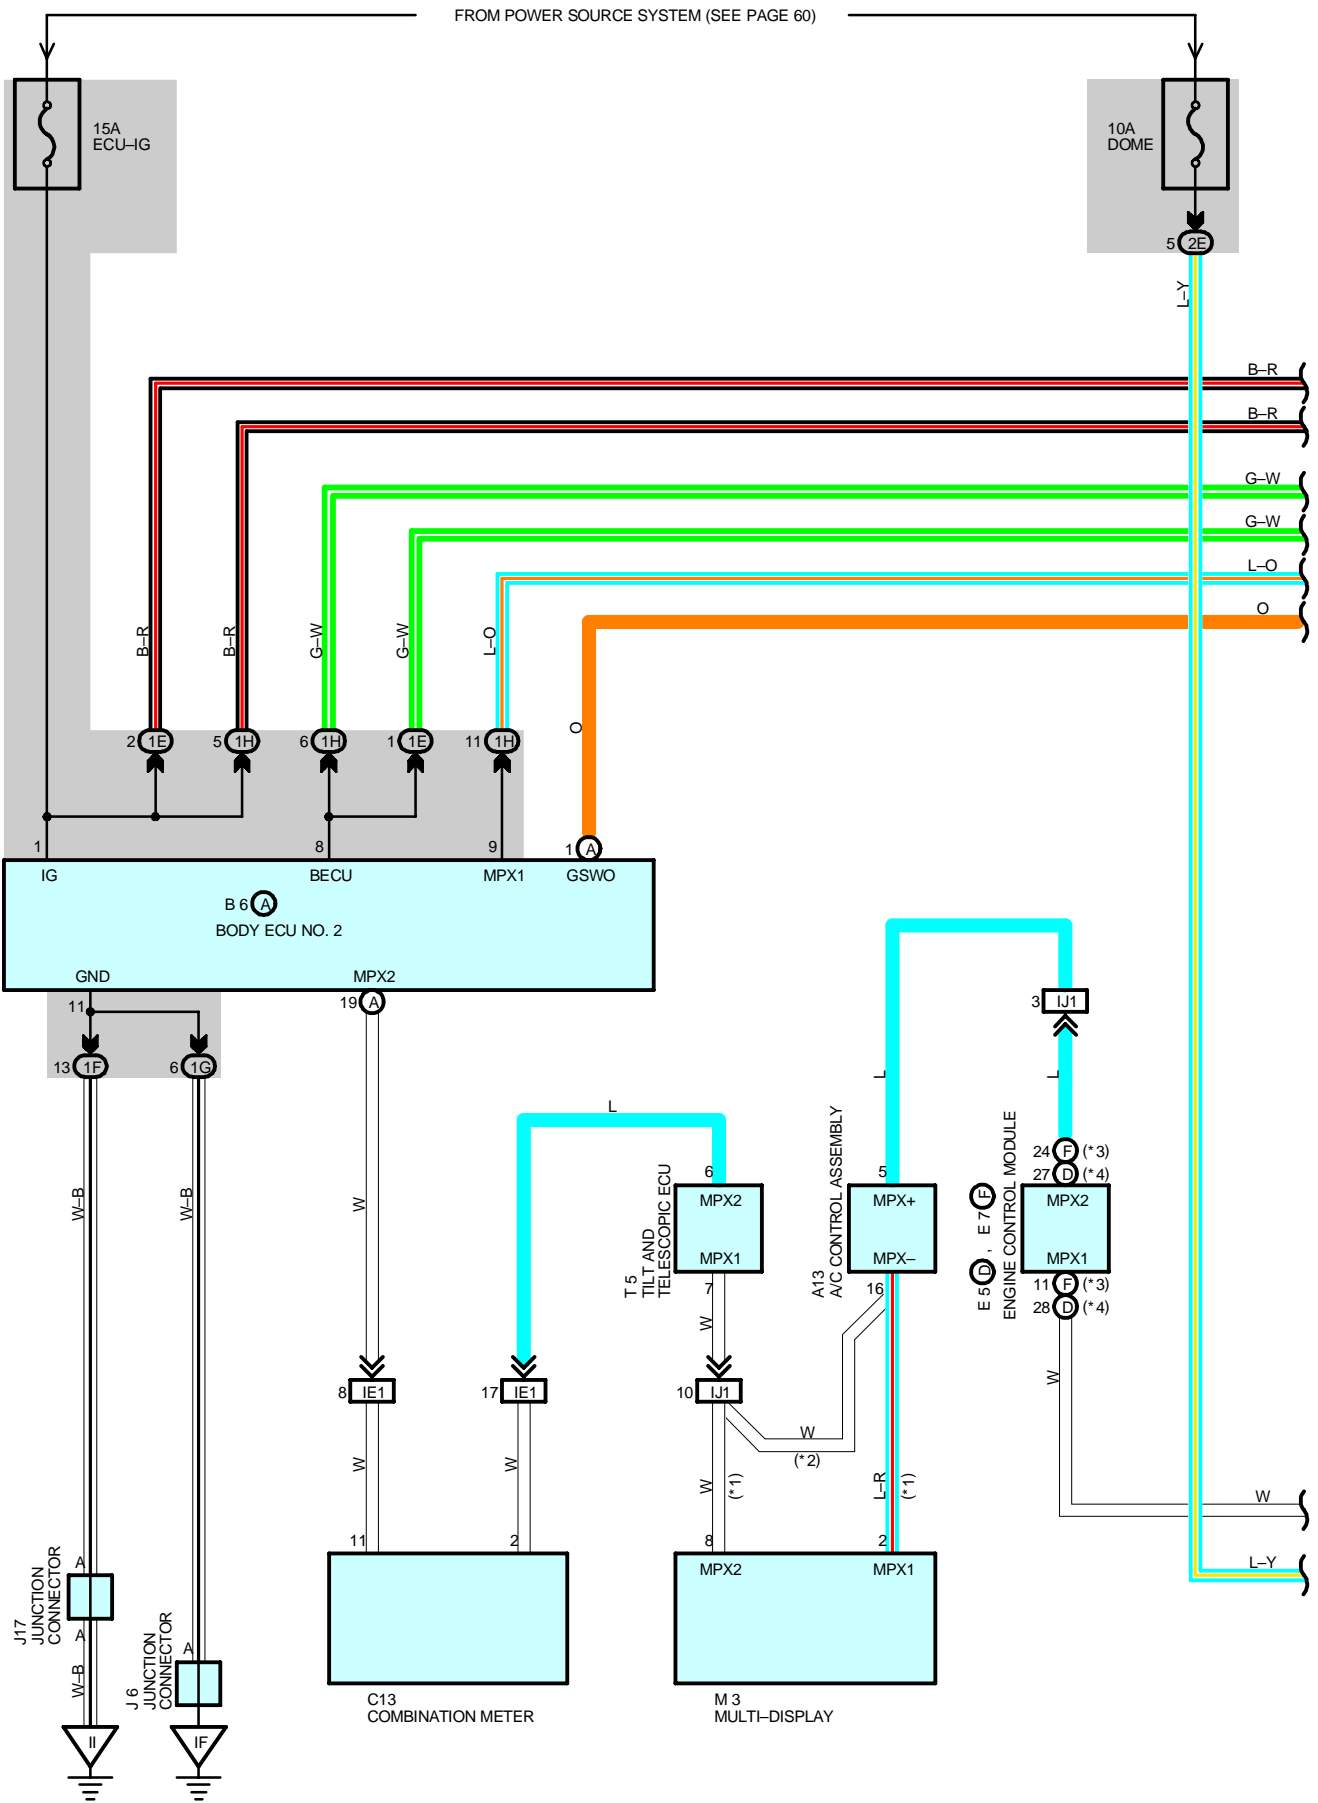 FROM POWER SOURCE SYSTEM (SEE PAGE 60)
15A
ECU–IG
10A
DOME
5 2E
L–Y
B–R
B–R
G–W
G–W
L–O
O
B–R
B–R
G–W
G–W
L–O
O
2 1E
5 1H
6 1H
1 1E
11 1H
1
8
9
1 A
IG
BECU
MPX1
GSWO
B 6 A
BODY ECU NO. 2
GND
MPX2
11
19 A
13 1F
6 1G
3 IJ1
L
L
L
W–B
W–B
W
24 F (*3)
27 D (*4)
6
5
MPX2
MPX+
MPX2
MPX1
MPX–
MPX1
T 5
TILT AND
TELESCOPIC ECU
A13
A/C CONTROL ASSEMBLY
E 5 D , E 7 F
ENGINE CONTROL MODULE
7
16
11 F (*3)
28 D (*4)
W
W
8 IE1
17 IE1
10 IJ1
W
(*2)
W
W
W
(*1)
L–R
(*1)
W
11
2
8
2
MPX2
MPX1
L–Y
A
J17
JUNCTION
CONNECTOR
A
W–B
A
J 6
JUNCTION
CONNECTOR
C13
COMBINATION METER
M 3
MULTI–DISPLAY
II
IF